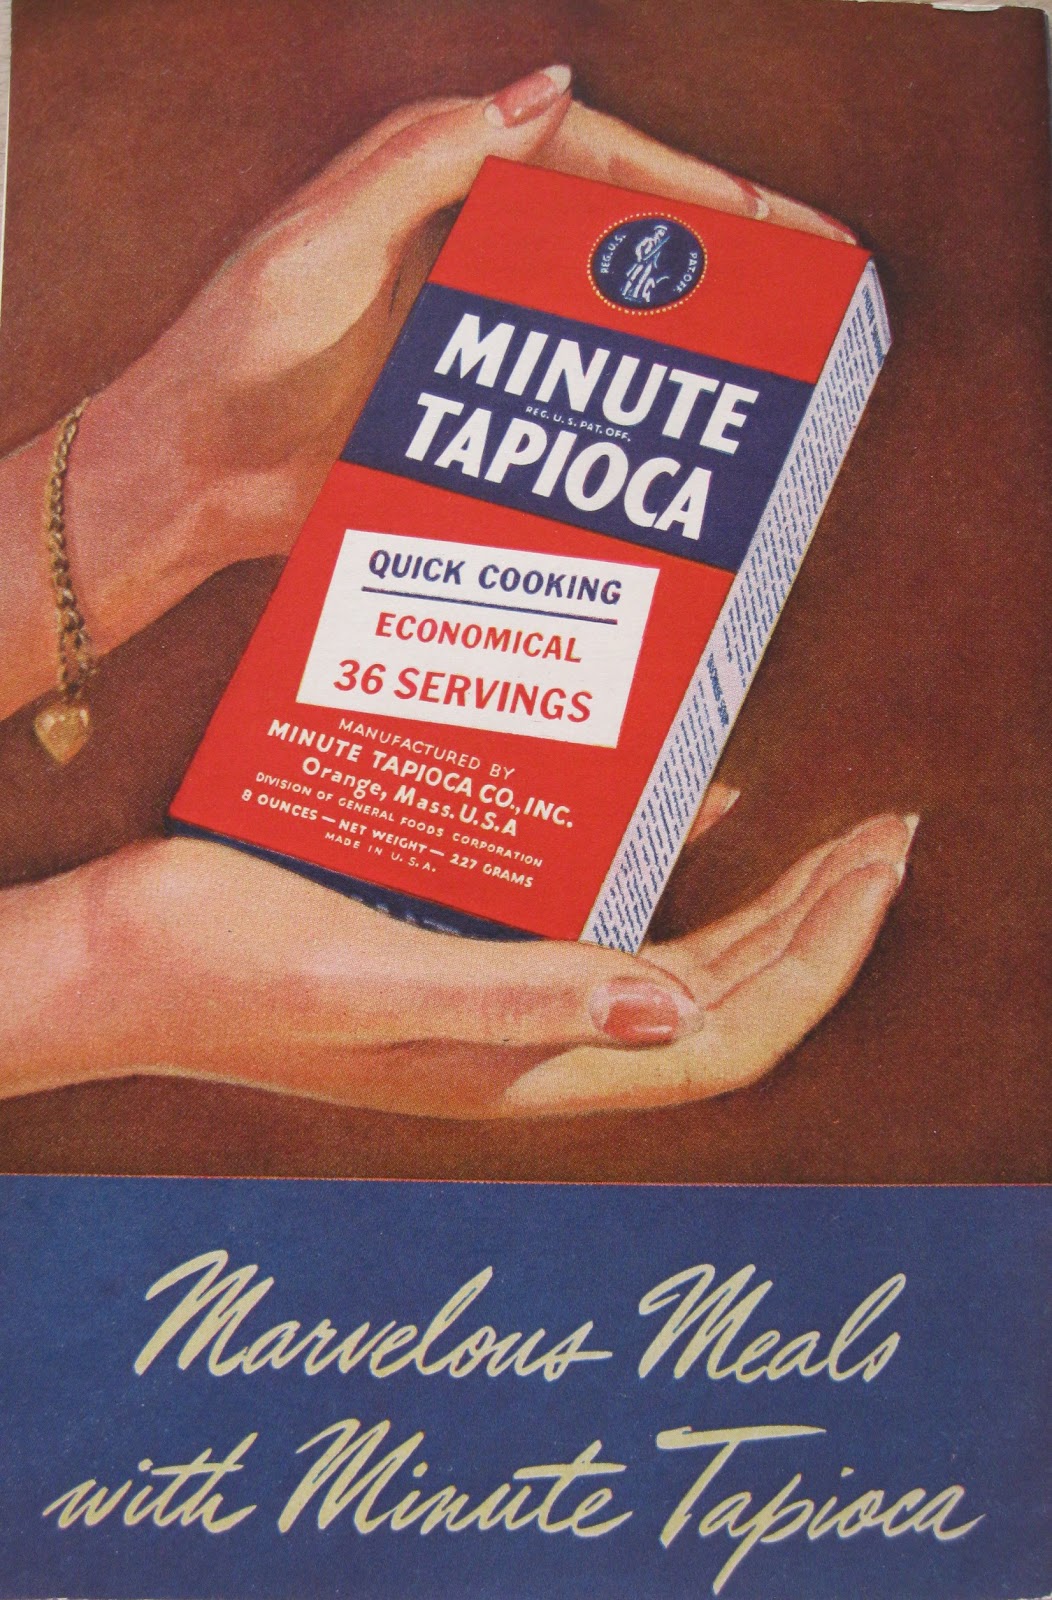 REG. U.S. PAT. OFF.
MINUTE
REG. U. S. PAT. OFF.
TAPIOCA
QUICK COOKING
ECONOMICAL
36 SERVINGS
MANUFACTURED BY
MINUTE TAPIOCA CO., INC.
Orange, Mass. U.S.A
DIVISION OF GENERAL FOODS CORPORATION
8 OUNCES — NET WEIGHT — 227 GRAMS
MADE IN U. S. A.
Marvelous Meals
with Minute Tapioca